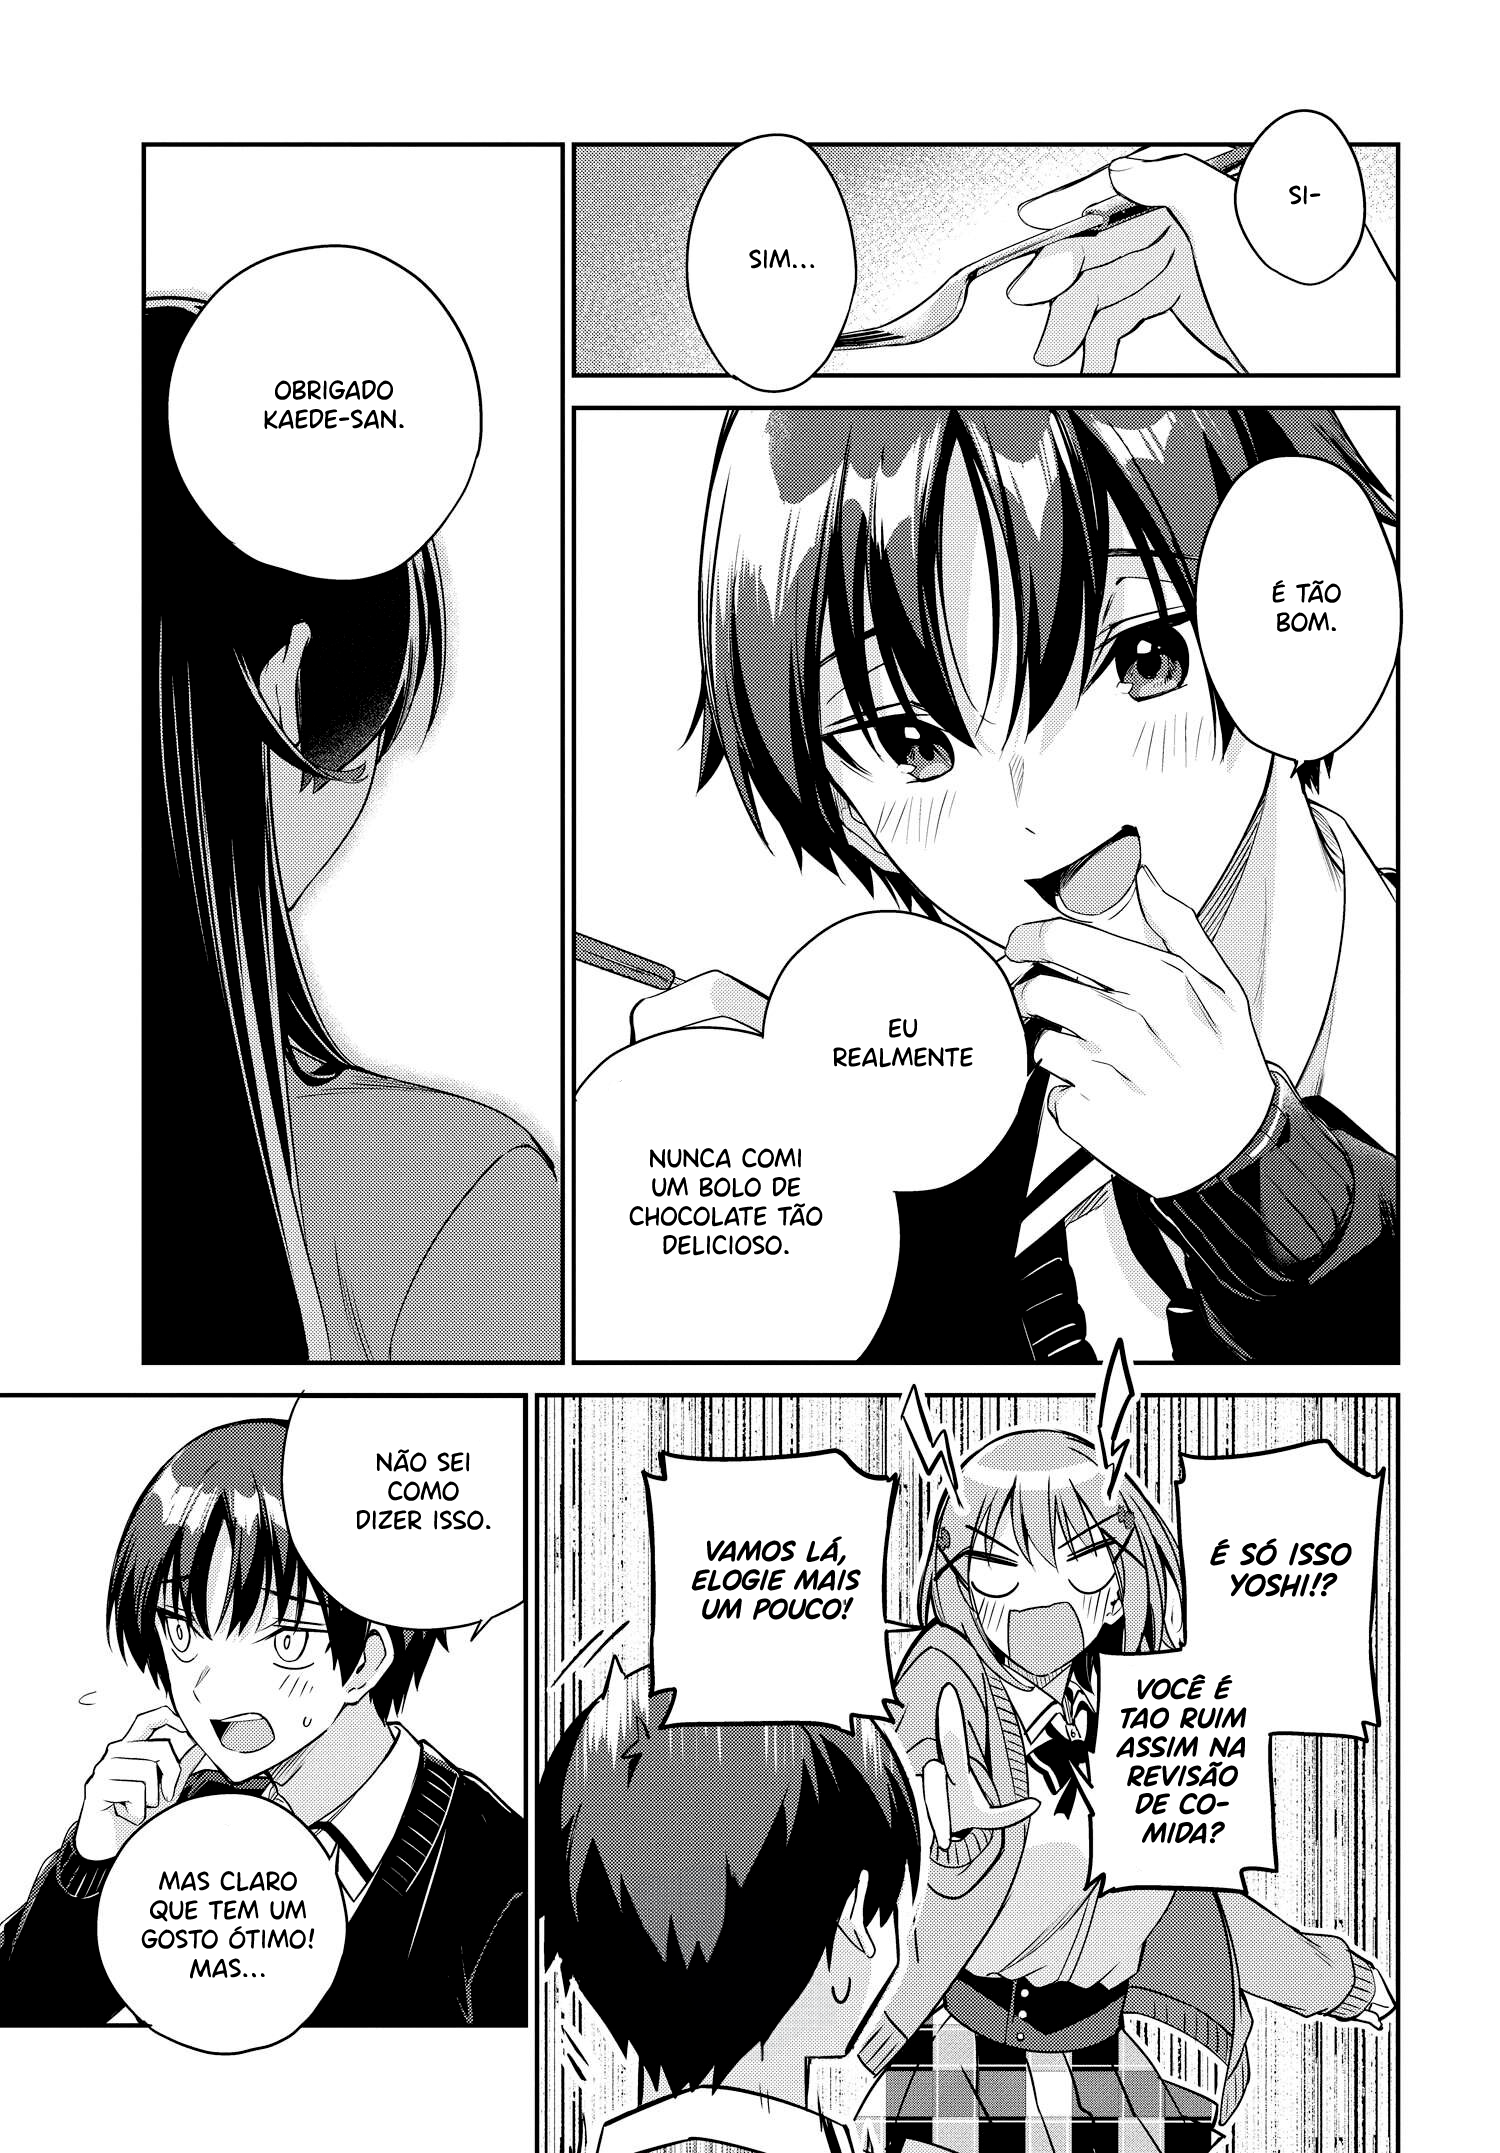 SI-
SIM...
É TÃO
BOM.
EU
REALMENTE
NUNCA COMI
UM BOLO DE
CHOCOLATE TÃO
DELICIOSO.
OBRIGADO
KAEDE-SAN.
É SÓ ISSO
YOSHI!?
VOCÊ É
TAO RUIM
ASSIM NA
REVISÃO
DE CO-
MIDA?
VAMOS LÁ,
ELOGIE MAIS
UM POUCO!
NÃO SEI
COMO
DIZER ISSO.
MAS CLARO
QUE TEM UM
GOSTO ÓTIMO!
MAS...